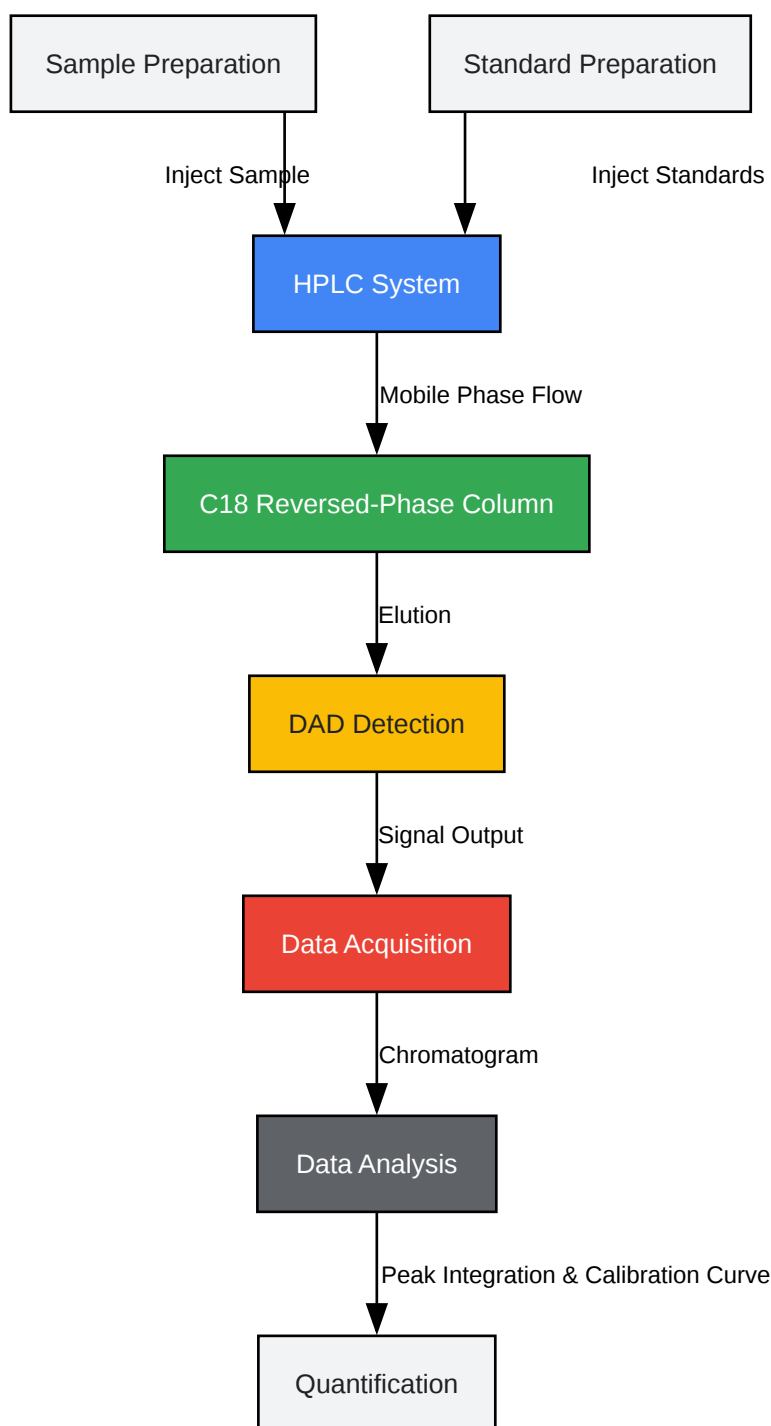 Sample Preparation
Standard Preparation
Inject Sample
Inject Standards
HPLC System
Mobile Phase Flow
C18 Reversed-Phase Column
Elution
DAD Detection
Signal Output
Data Acquisition
Chromatogram
Data Analysis
Peak Integration & Calibration Curve
Quantification